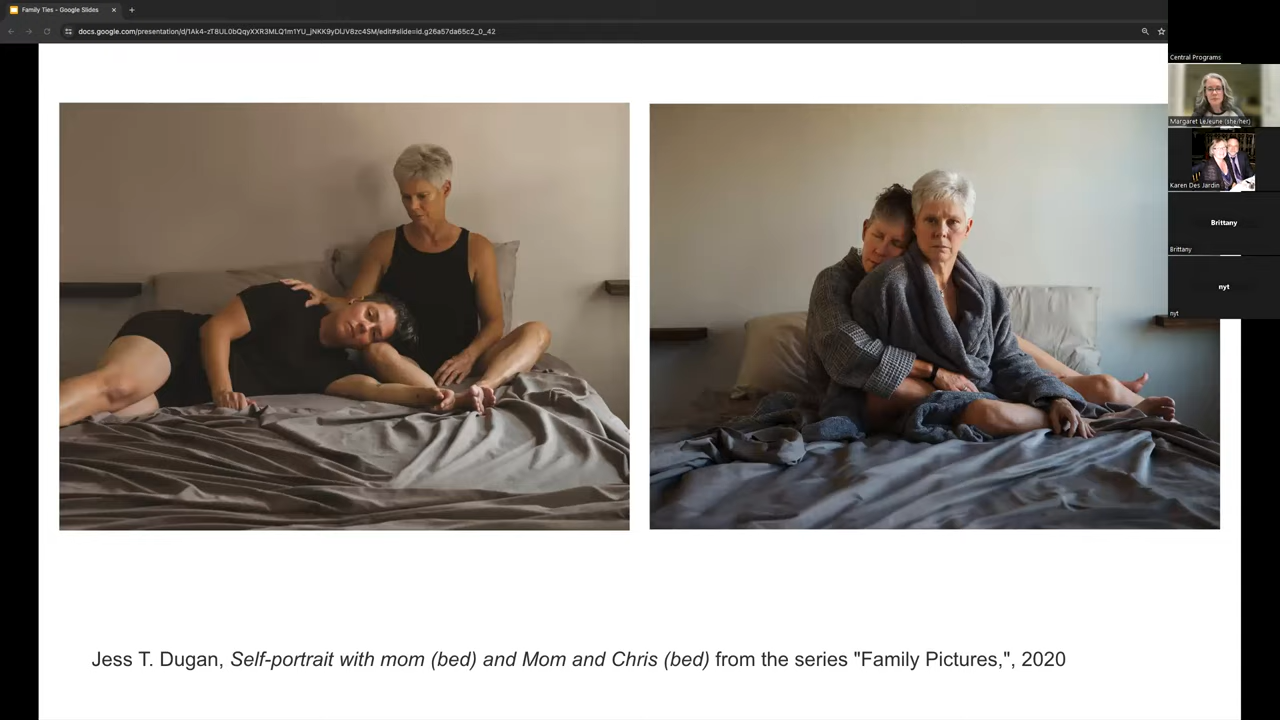 Family Ties - Google Slides
docs.google.com/presentation/d/1Ak4-zT8UL0bQqyXXR3MLQ1m1YU_jNKK9yDlJV8zc4SM/edit#slide=id.g26a57da65c2_0_42
Central Programs
Margaret LeJeune (she/her)
Karen Des Jardin
Brittany
Brittany
nyt
nyt
Jess T. Dugan, Self-portrait with mom (bed) and Mom and Chris (bed) from the series "Family Pictures,", 2020